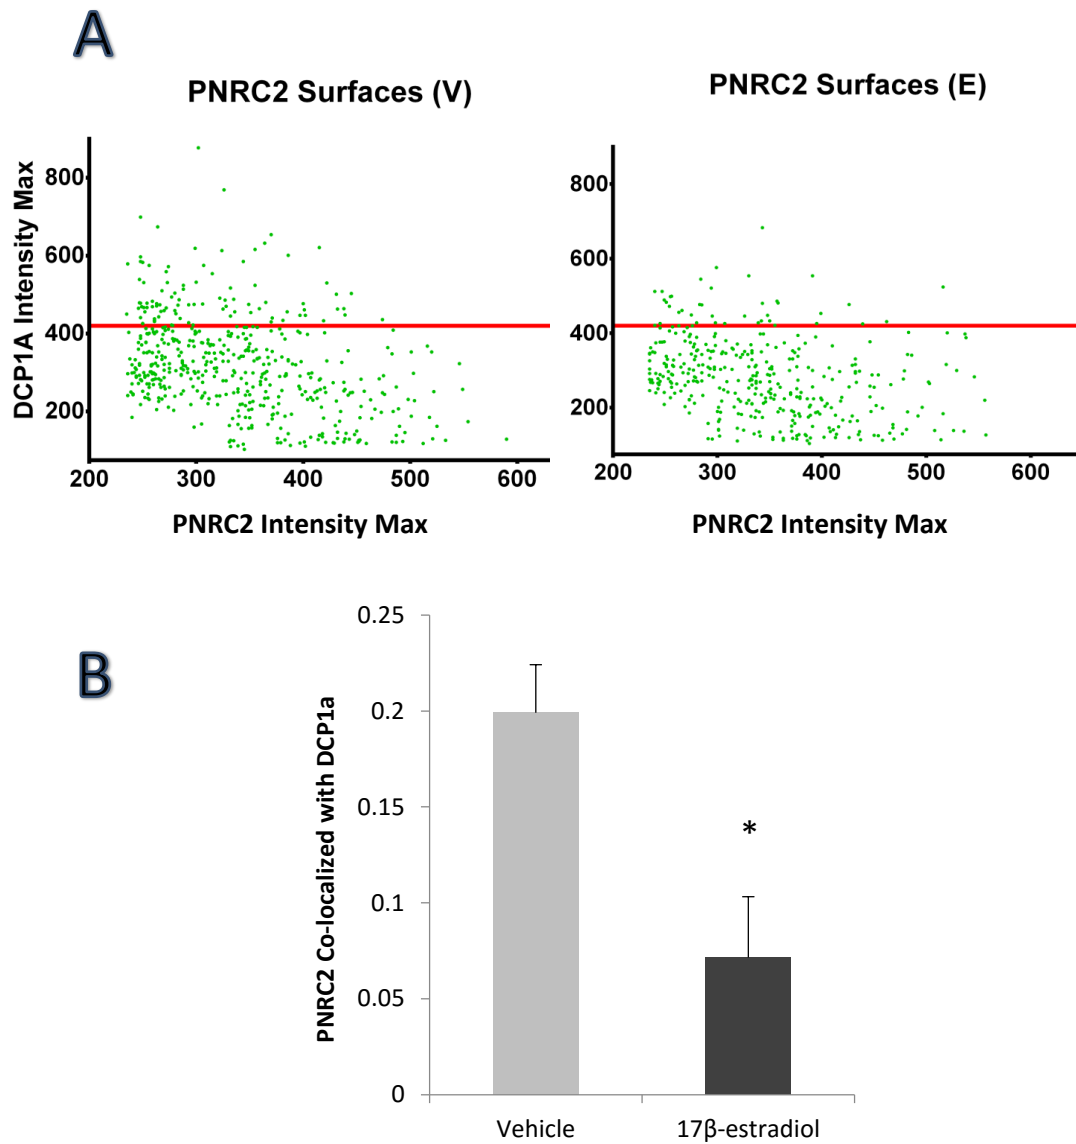 A
PNRC2 Surfaces (V)
PNRC2 Surfaces (E)
DCP1A Intensity Max
800
600
400
200
200 300 400 500 600
PNRC2 Intensity Max
800
600
400
200
200 300 400 500 600
PNRC2 Intensity Max
B
PNRC2 Co-localized with DCP1a
0.25
0.2
0.15
0.1
0.05
0
*
Vehicle 17β-estradiol